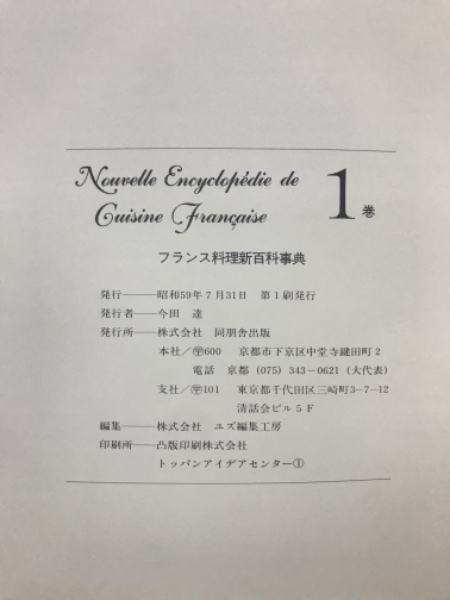 Nouvelle Encyclopédie de
Cuisine Française
1巻
フランス料理新百科事典
発行――昭和59年7月31日 第1刷発行
発行者――今田 達
発行所――株式会社 同朋舎出版
本社/〶600 京都市下京区中堂寺鍵田町2
電話 京都(075)343-0621(大代表)
支社/〶101 東京都千代田区三崎町3-7-12
清話会ビル5F
編集――株式会社 ユズ編集工房
印刷所――凸版印刷株式会社
トッパンアイデアセンター①